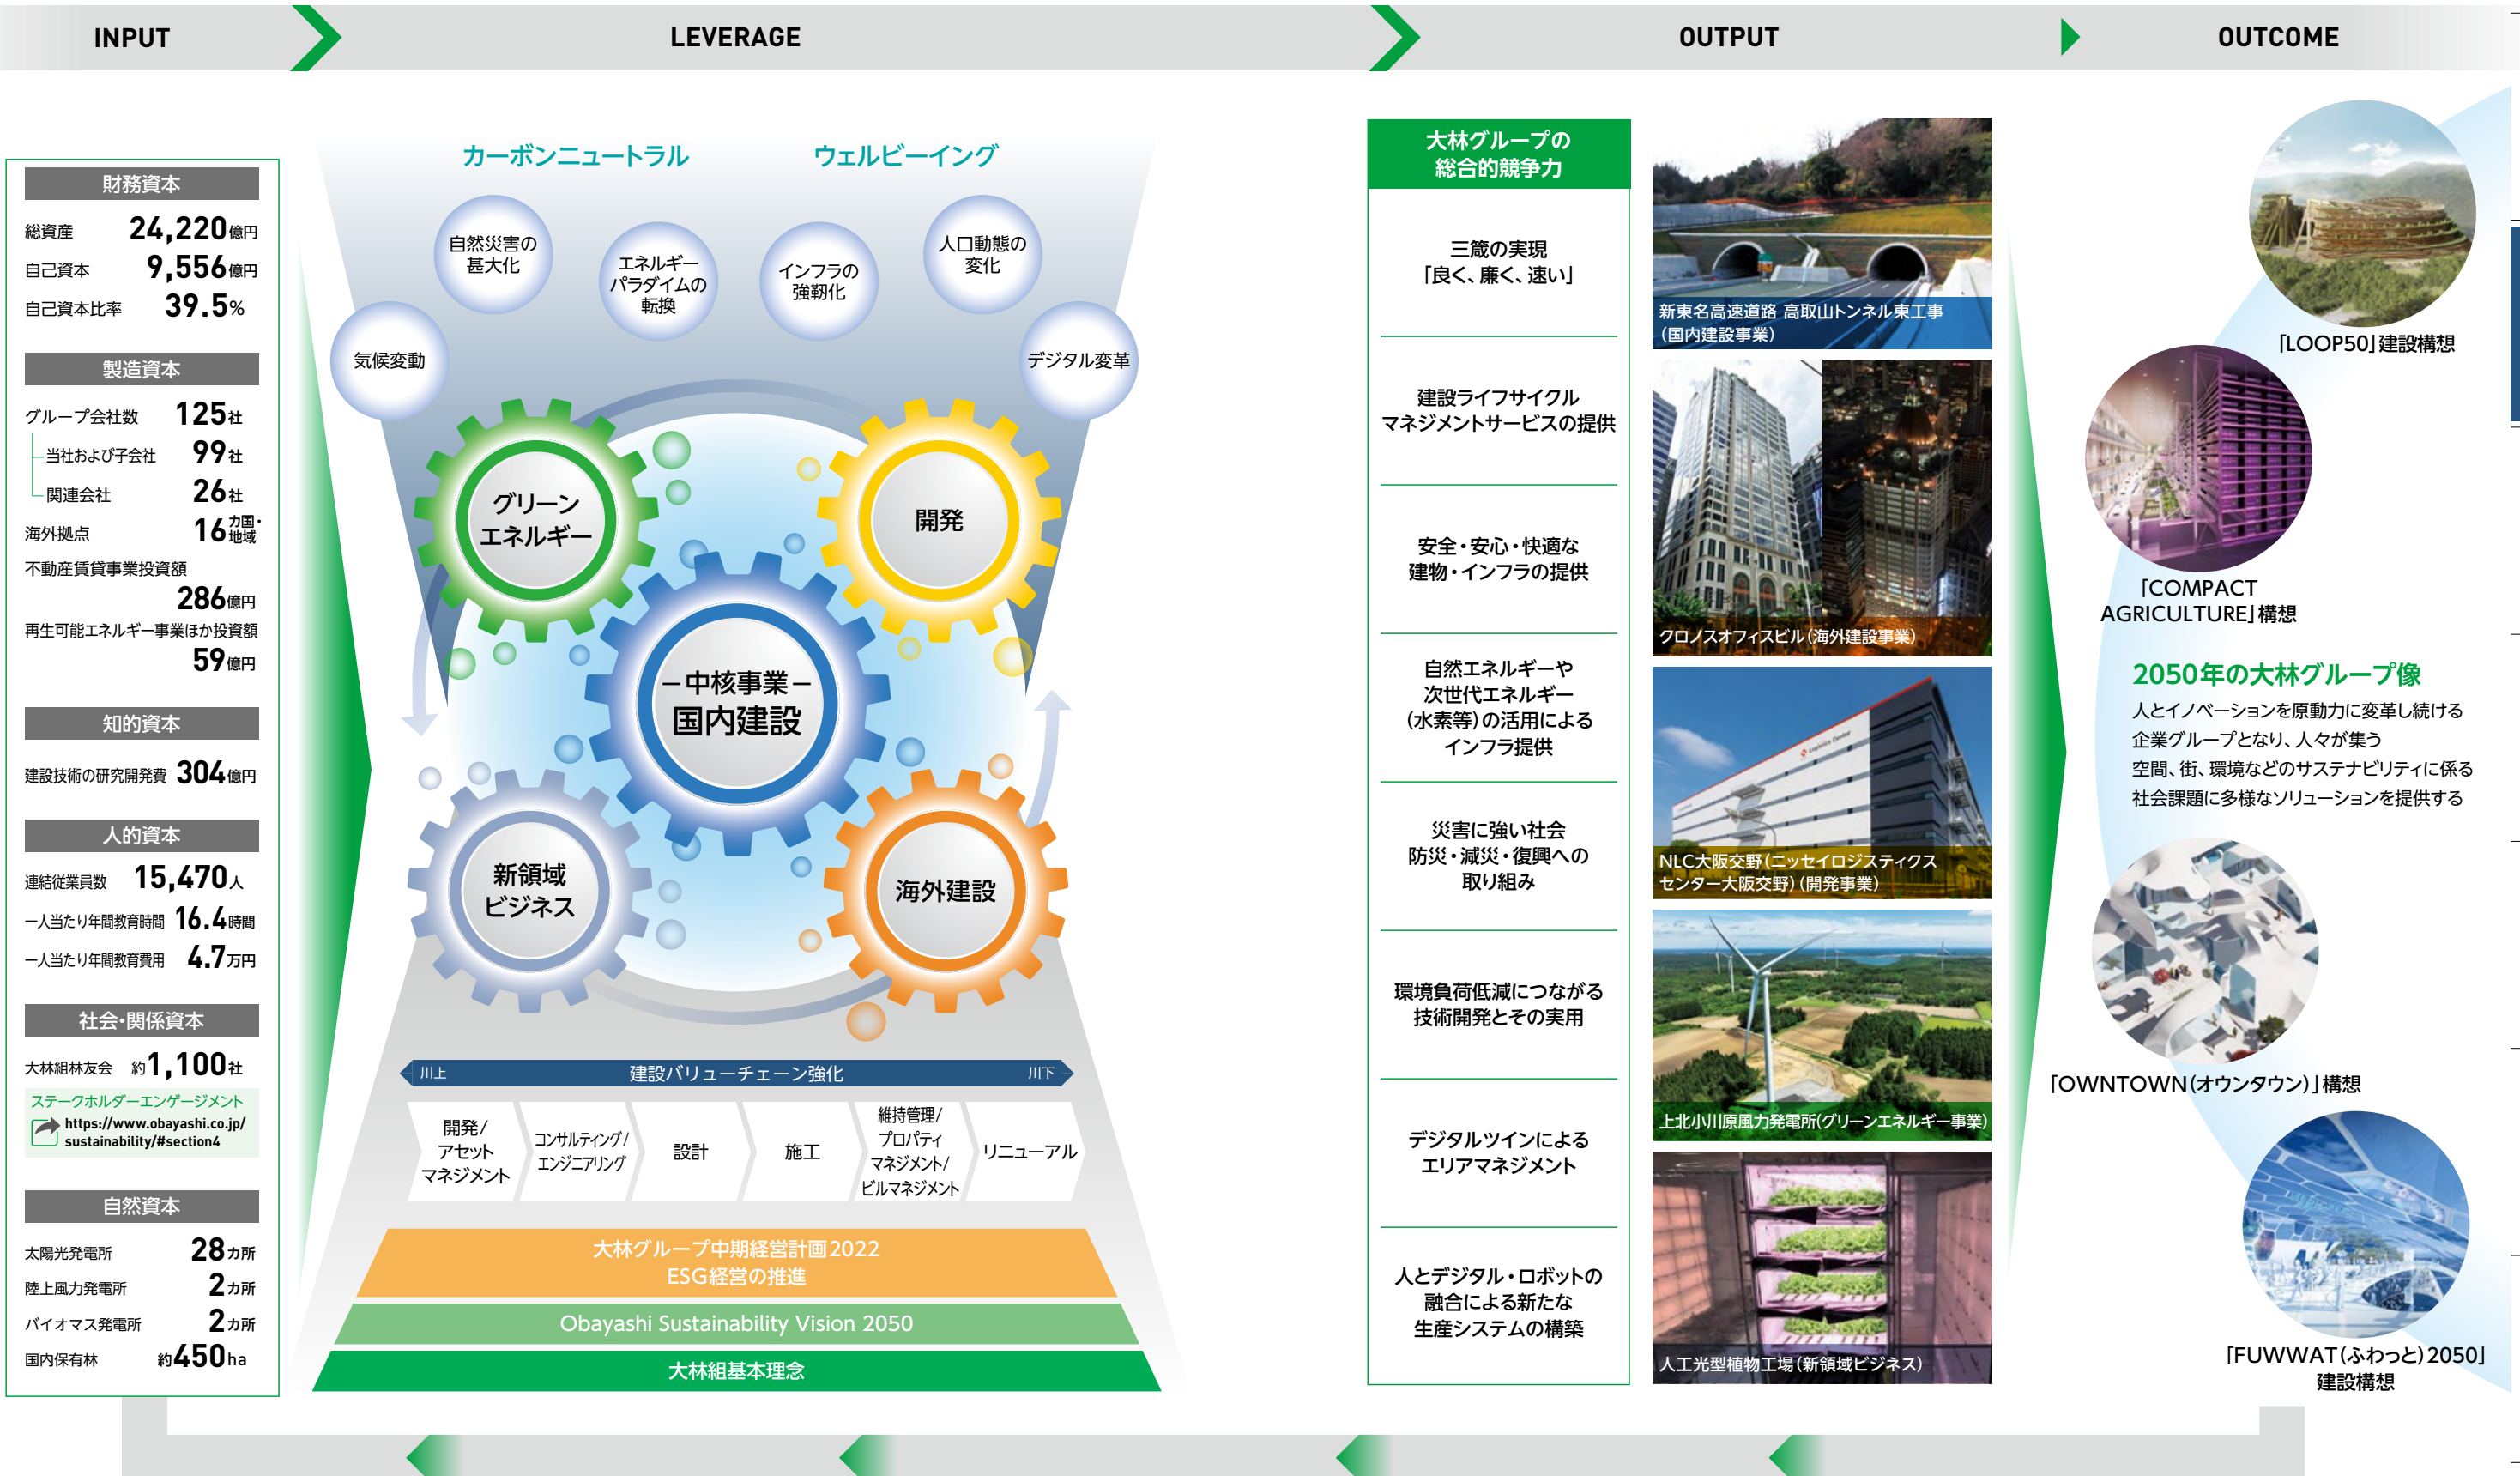 INPUT
LEVERAGE
OUTPUT
OUTCOME
財務資本
総資産 24,220億円
自己資本 9,556億円
自己資本比率 39.5%
製造資本
グループ会社数 125社
当社および子会社 99社
関連会社 26社
海外拠点 16カ国・地域
不動産賃貸事業投資額
286億円
再生可能エネルギー事業ほか投資額
59億円
知的資本
建設技術の研究開発費 304億円
人的資本
連結従業員数 15,470人
一人当たり年間教育時間 16.4時間
一人当たり年間教育費用 4.7万円
社会・関係資本
大林組林友会 約1,100社
ステークホルダーエンゲージメント
https://www.obayashi.co.jp/
sustainability/#section4
自然資本
太陽光発電所 28カ所
陸上風力発電所 2カ所
バイオマス発電所 2カ所
国内保有林 約450ha
カーボンニュートラル
ウェルビーイング
気候変動
自然災害の
甚大化
エネルギー
パラダイムの
転換
インフラの
強靭化
人口動態の
変化
デジタル変革
グリーン
エネルギー
開発
－中核事業－
国内建設
新領域
ビジネス
海外建設
川上
建設バリューチェーン強化
川下
開発/
アセット
マネジメント
コンサルティング/
エンジニアリング
設計
施工
維持管理/
プロパティ
マネジメント/
ビルマネジメント
リニューアル
大林グループ中期経営計画2022
ESG経営の推進
Obayashi Sustainability Vision 2050
大林組基本理念
大林グループの
総合的競争力
三箴の実現
「良く、廉く、速い」
建設ライフサイクル
マネジメントサービスの提供
安全・安心・快適な
建物・インフラの提供
自然エネルギーや
次世代エネルギー
（水素等）の活用による
インフラ提供
災害に強い社会
防災・減災・復興への
取り組み
環境負荷低減につながる
技術開発とその実用
デジタルツインによる
エリアマネジメント
人とデジタル・ロボットの
融合による新たな
生産システムの構築
新東名高速道路 高取山トンネル東工事
（国内建設事業）
クロノスオフィスビル（海外建設事業）
Logistics Center
NLC大阪交野（ニッセイロジスティクス
センター大阪交野）（開発事業）
上北小川原風力発電所（グリーンエネルギー事業）
人工光型植物工場（新領域ビジネス）
「LOOP50」建設構想
「COMPACT
AGRICULTURE」構想
2050年の大林グループ像
人とイノベーションを原動力に変革し続ける
企業グループとなり、人々が集う
空間、街、環境などのサステナビリティに係る
社会課題に多様なソリューションを提供する
「OWNTOWN（オウンタウン）」構想
「FUWWAT（ふわっと）2050」
建設構想